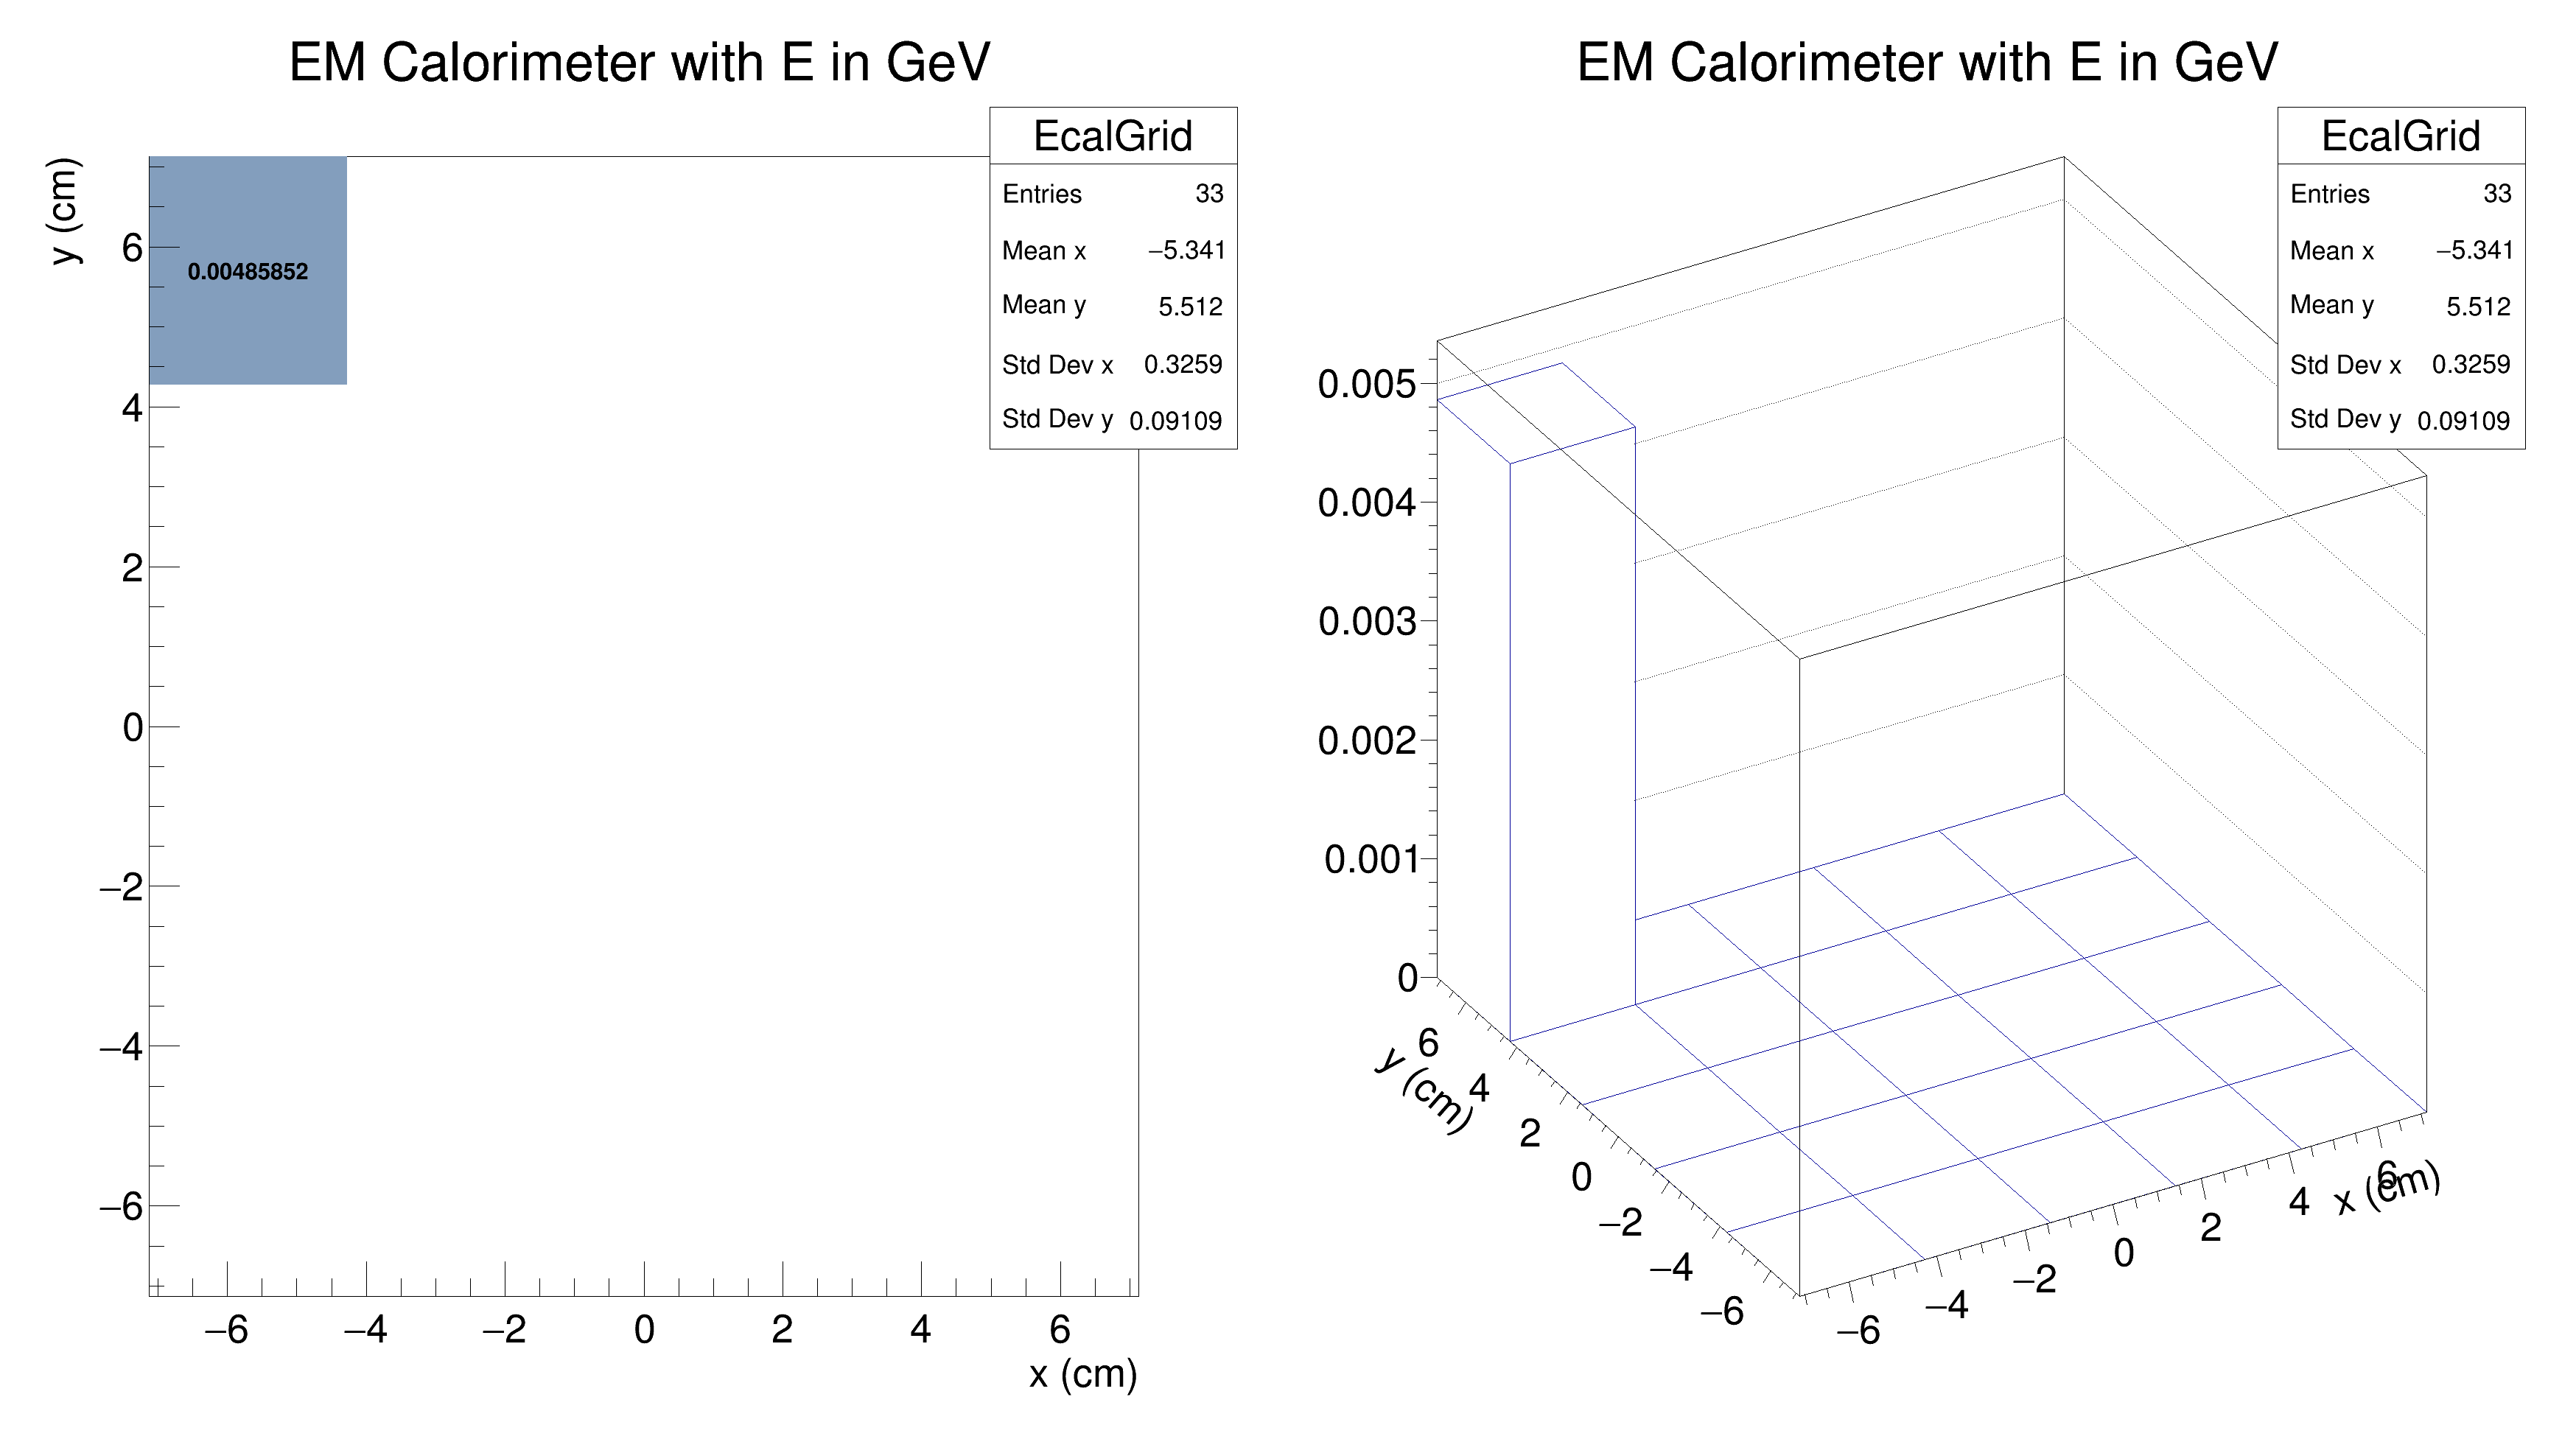 EM Calorimeter with E in GeV
EcalGrid
Entries 33
Mean x −5.341
Mean y 5.512
Std Dev x 0.3259
Std Dev y 0.09109
y (cm)
6
4
2
0
−2
−4
−6
0.00485852
−6 −4 −2 0 2 4 6
x (cm)
EM Calorimeter with E in GeV
EcalGrid
Entries 33
Mean x −5.341
Mean y 5.512
Std Dev x 0.3259
Std Dev y 0.09109
0.005
0.004
0.003
0.002
0.001
0
6
4
2
0
−2
−4
−6
y (cm)
−6 −4 −2 0 2 4 6
x (cm)